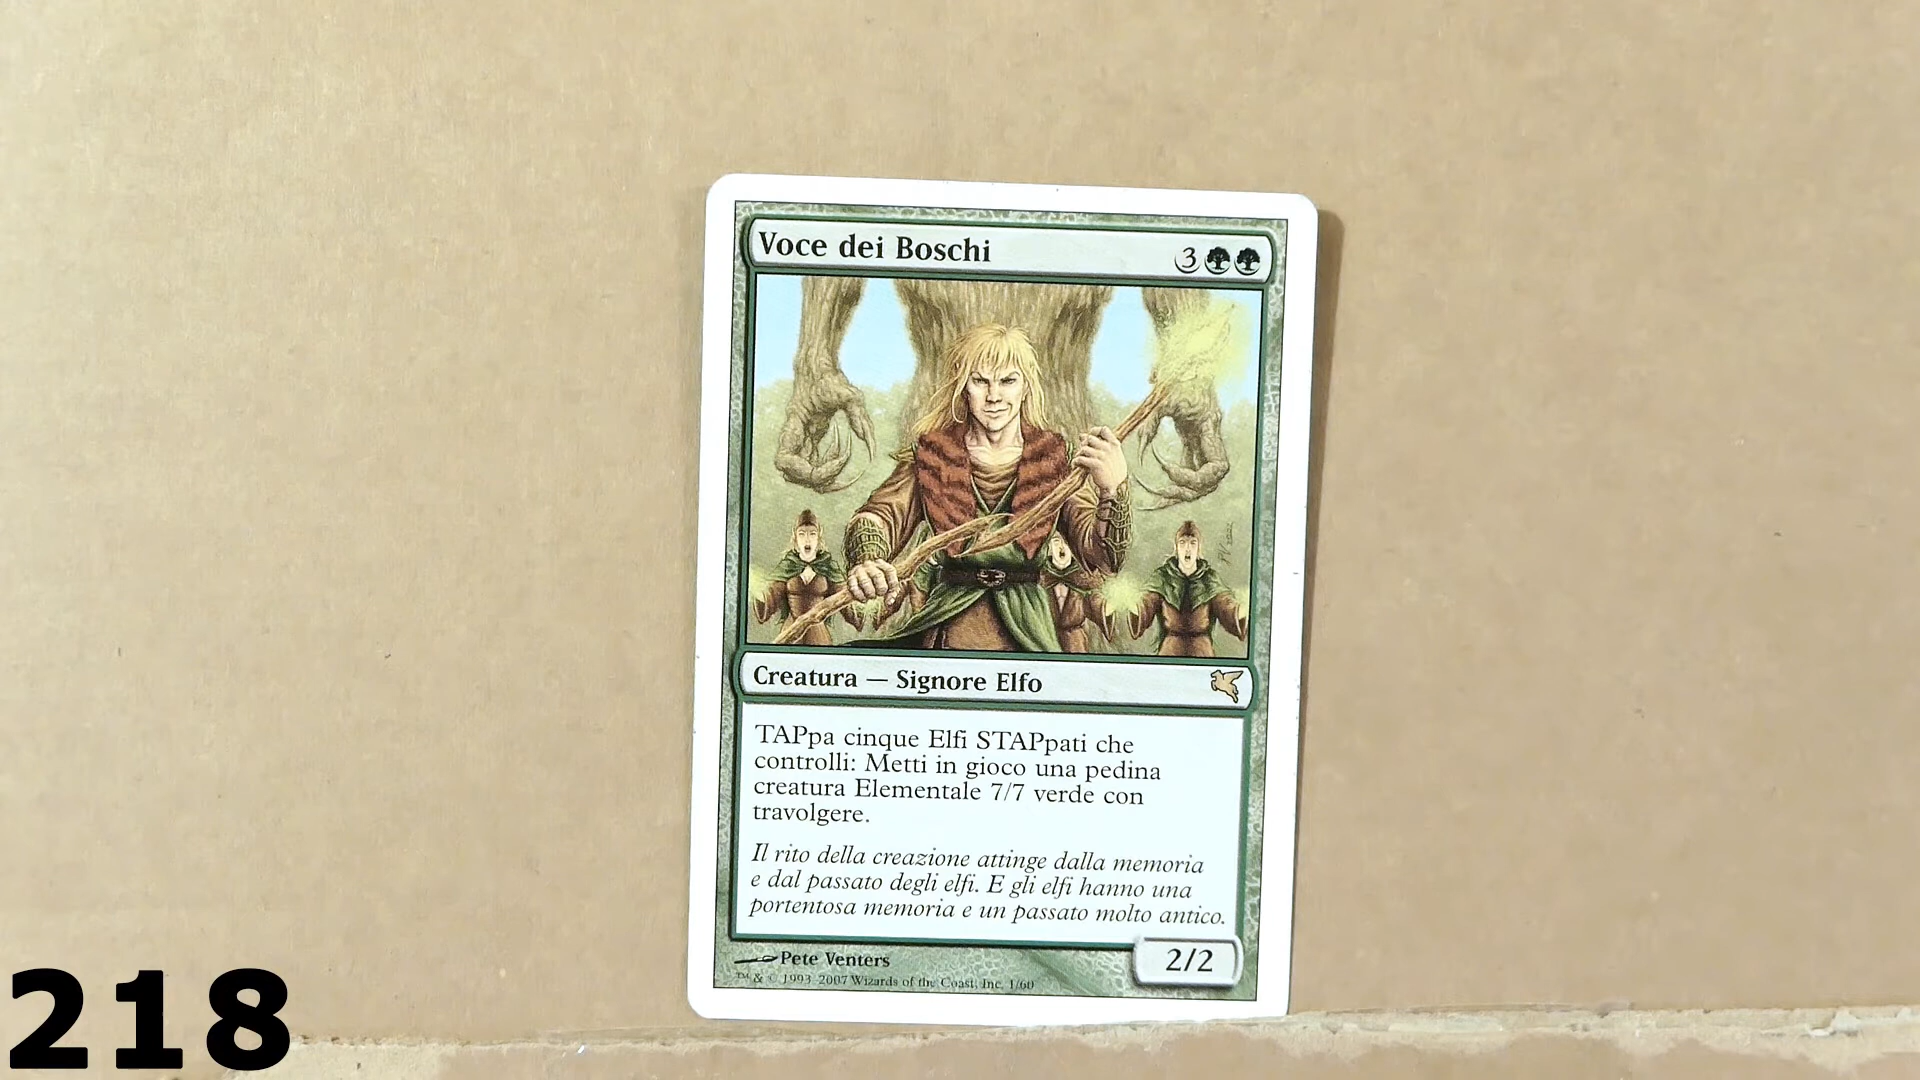 Voce dei Boschi
3
Creatura — Signore Elfo
TAPpa cinque Elfi STAPpati che
controlli: Metti in gioco una pedina
creatura Elementale 7/7 verde con
travolgere.
Il rito della creazione attinge dalla memoria
e dal passato degli elfi. E gli elfi hanno una
portentosa memoria e un passato molto antico.
2/2
Pete Venters
™ & © 1993–2007 Wizards of the Coast, Inc. 1/60
218